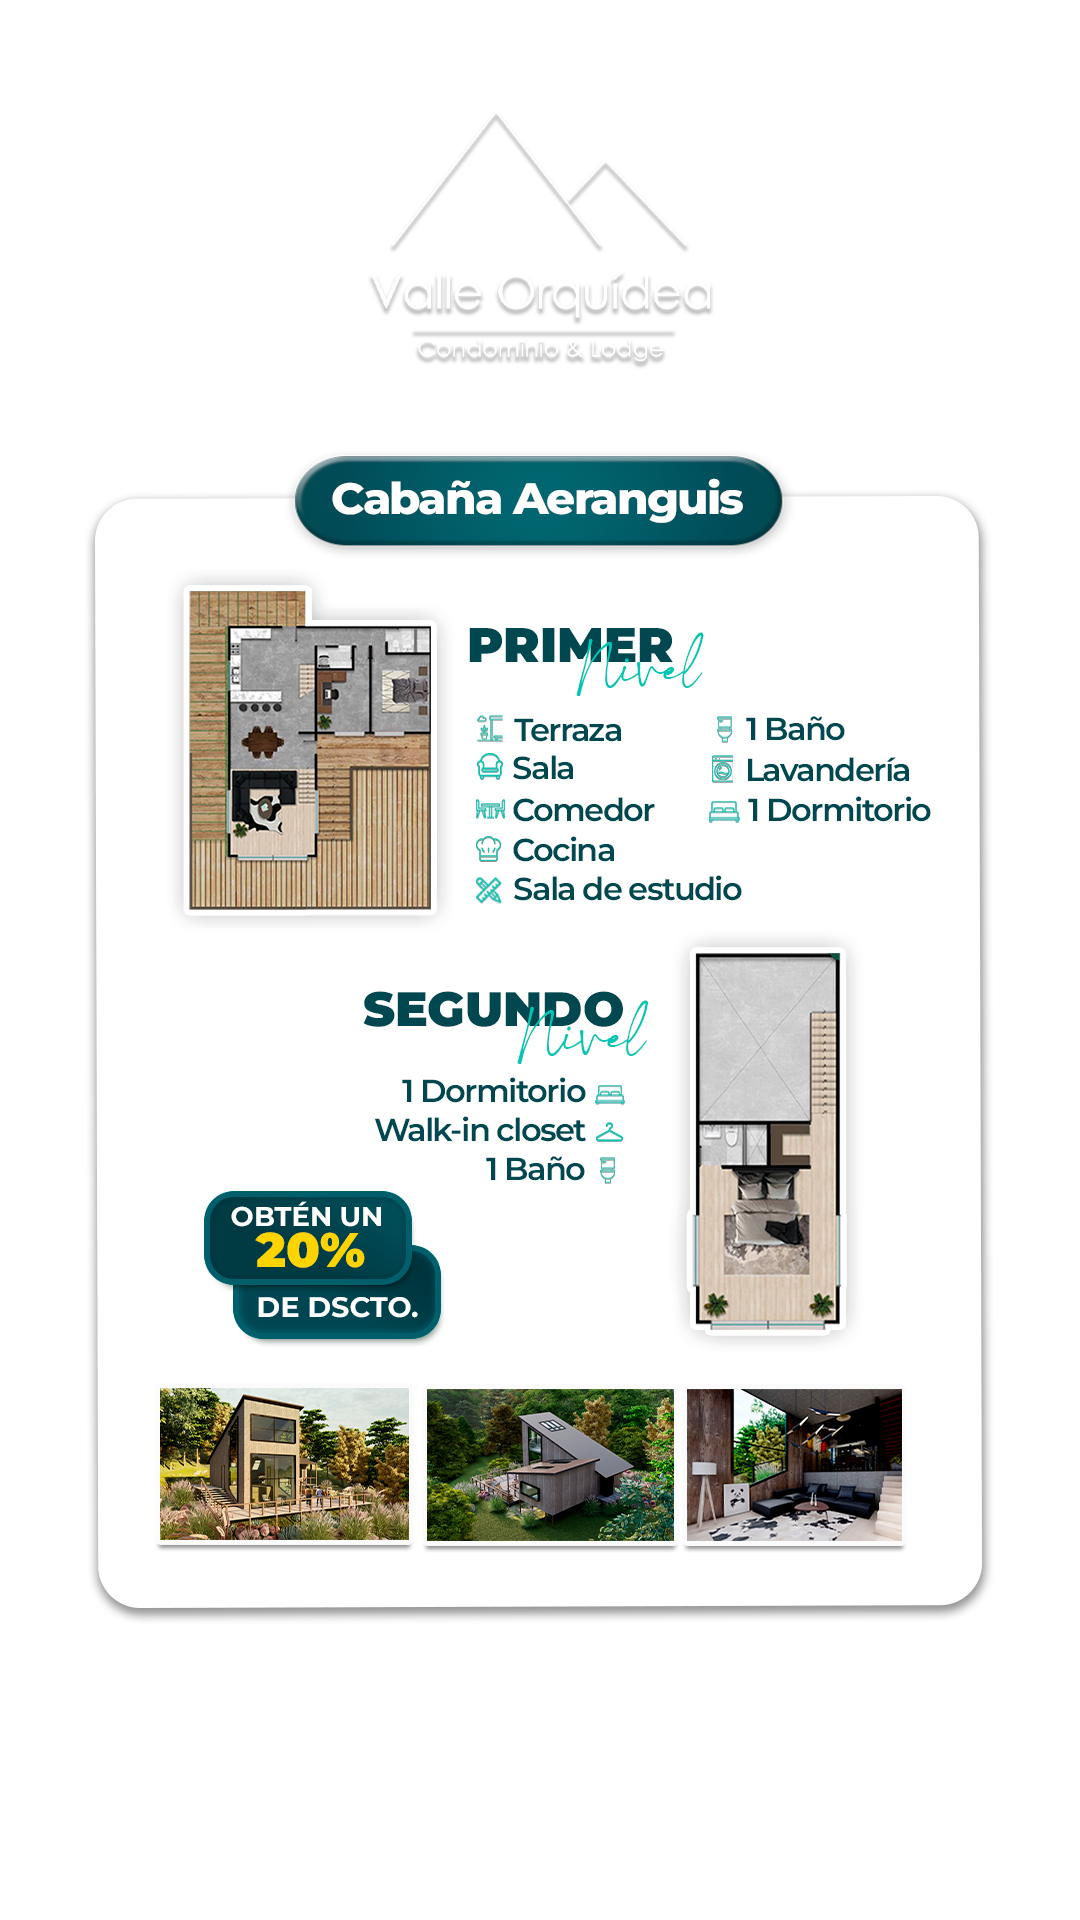 Valle Orquídea
Condominio & Lodge
Cabaña Aeranguis
PRIMER
Nivel
Terraza
Sala
Comedor
Cocina
Sala de estudio
1 Baño
Lavandería
1 Dormitorio
SEGUNDO
Nivel
1 Dormitorio
Walk-in closet
1 Baño
OBTÉN UN
20%
DE DSCTO.